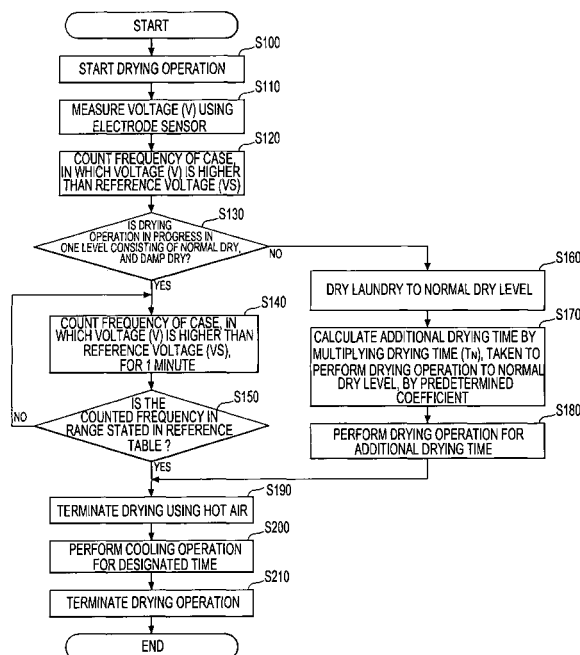 START
S100
START DRYING OPERATION
S110
MEASURE VOLTAGE (V) USING
ELECTRODE SENSOR
S120
COUNT FREQUENCY OF CASE,
IN WHICH VOLTAGE (V) IS HIGHER
THAN REFERENCE VOLTAGE (VS)
S130
IS DRYING
OPERATION IN PROGRESS IN
ONE LEVEL CONSISTING OF NORMAL DRY,
AND DAMP DRY?
NO
YES
S140
COUNT FREQUENCY OF CASE, IN
WHICH VOLTAGE (V) IS HIGHER THAN
REFERENCE VOLTAGE (VS),
FOR 1 MINUTE
S150
IS THE
COUNTED FREQUENCY IN
RANGE STATED IN REFERENCE
TABLE ?
NO
YES
S160
DRY LAUNDRY TO NORMAL DRY LEVEL
S170
CALCULATE ADDITIONAL DRYING TIME BY
MULTIPLYING DRYING TIME (TN), TAKEN TO
PERFORM DRYING OPERATION TO NORMAL
DRY LEVEL, BY PREDETERMINED
COEFFICIENT
S180
PERFORM DRYING OPERATION FOR
ADDITIONAL DRYING TIME
S190
TERMINATE DRYING USING HOT AIR
S200
PERFORM COOLING OPERATION
FOR DESIGNATED TIME
S210
TERMINATE DRYING OPERATION
END